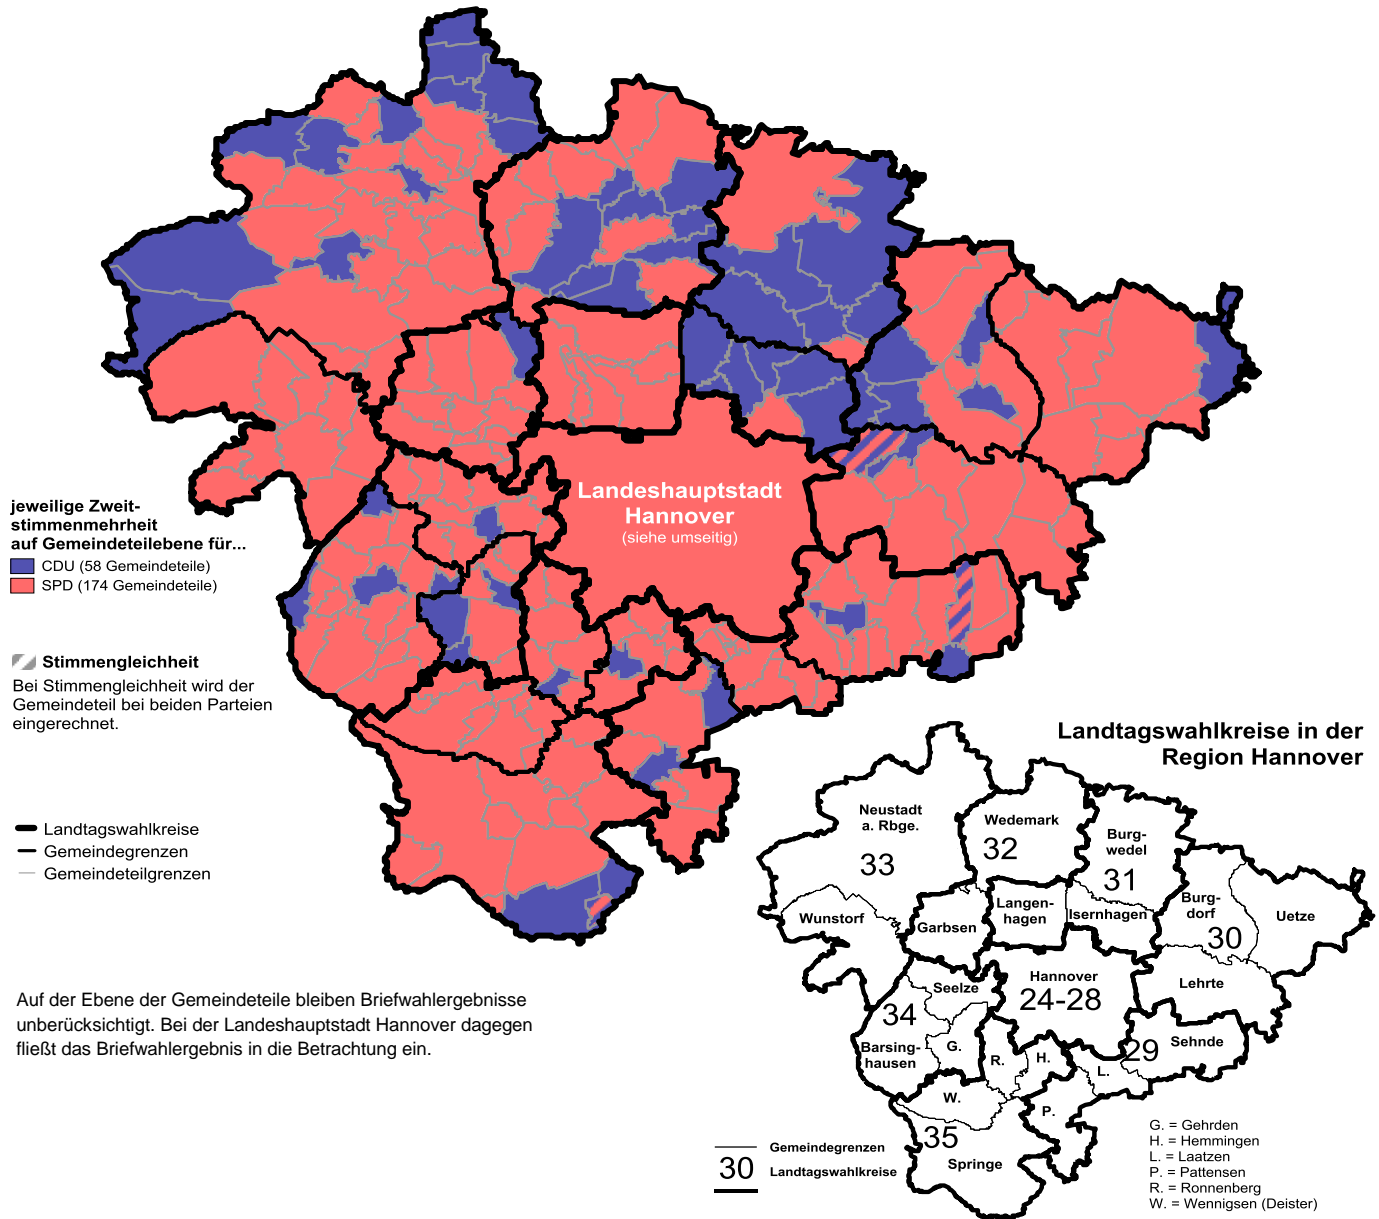 Landeshauptstadt
Hannover
(siehe umseitig)
jeweilige Zweit-
stimmenmehrheit
auf Gemeindeteilebene für...
CDU (58 Gemeindeteile)
SPD (174 Gemeindeteile)
Stimmengleichheit
Bei Stimmengleichheit wird der
Gemeindeteil bei beiden Parteien
eingerechnet.
Landtagswahlkreise
Gemeindegrenzen
Gemeindeteilgrenzen
Auf der Ebene der Gemeindeteile bleiben Briefwahlergebnisse
unberücksichtigt. Bei der Landeshauptstadt Hannover dagegen
fließt das Briefwahlergebnis in die Betrachtung ein.
Landtagswahlkreise in der
Region Hannover
Neustadt
a. Rbge.
33
Wedemark
32
Burg-
wedel
31
Wunstorf
Garbsen
Langen-
hagen
Isernhagen
Burg-
dorf
30
Uetze
Seelze
Hannover
24-28
Lehrte
34
Barsing-
hausen
G.
R.
H.
L.
29
Sehnde
W.
P.
35
Springe
Gemeindegrenzen
30
Landtagswahlkreise
G. = Gehrden
H. = Hemmingen
L. = Laatzen
P. = Pattensen
R. = Ronnenberg
W. = Wennigsen (Deister)